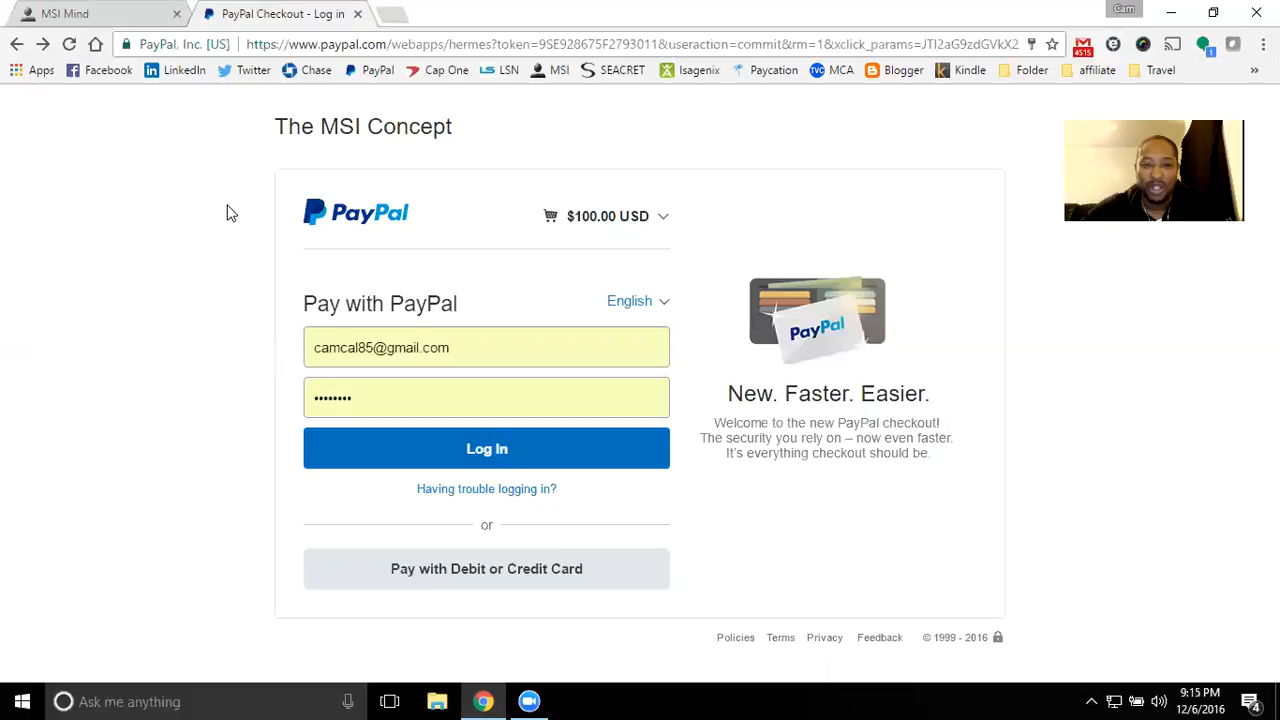 MSI Mind
PayPal Checkout - Log in
Cam
PayPal, Inc. [US]
https://www.paypal.com/webapps/hermes?token=9SE928675F2793011&useraction=commit&rm=1&xclick_params=JTI2aG9zdGVkX2
4515
1
Apps
Facebook
LinkedIn
Twitter
Chase
PayPal
Cap One
LSN
MSI
SEACRET
Isagenix
Paycation
TVC MCA
Blogger
Kindle
Folder
affiliate
Travel
»
The MSI Concept
PayPal
$100.00 USD
Pay with PayPal
English
camcal85@gmail.com
••••••••
Log In
Having trouble logging in?
or
Pay with Debit or Credit Card
PayPal
New. Faster. Easier.
Welcome to the new PayPal checkout!
The security you rely on – now even faster.
It's everything checkout should be.
Policies Terms Privacy Feedback © 1999 - 2016
Ask me anything
9:15 PM
12/6/2016
4